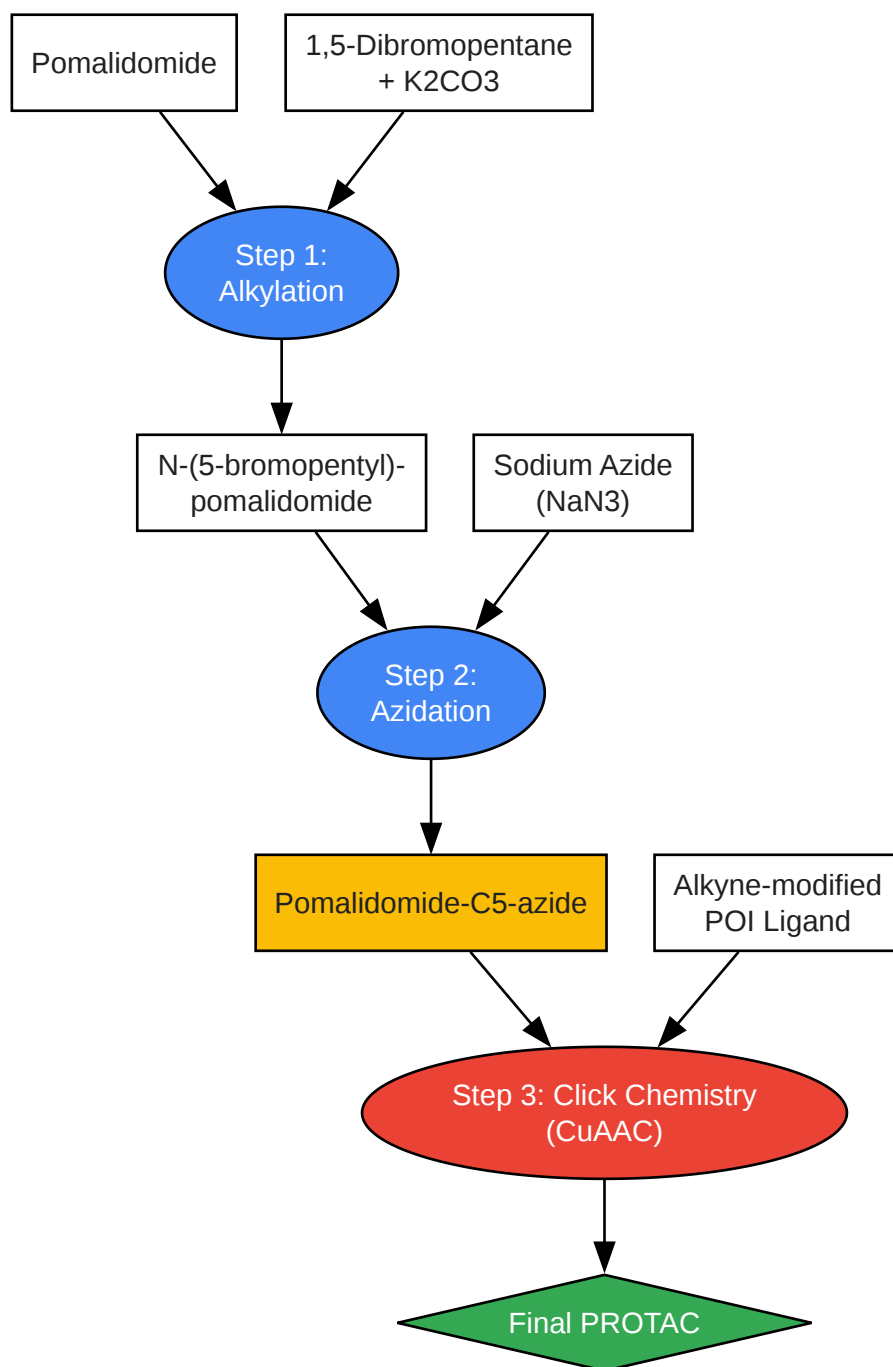 Pomalidomide
1,5-Dibromopentane
+ K2CO3
Step 1:
Alkylation
N-(5-bromopentyl)-
pomalidomide
Sodium Azide
(NaN3)
Step 2:
Azidation
Pomalidomide-C5-azide
Alkyne-modified
POI Ligand
Step 3: Click Chemistry
(CuAAC)
Final PROTAC